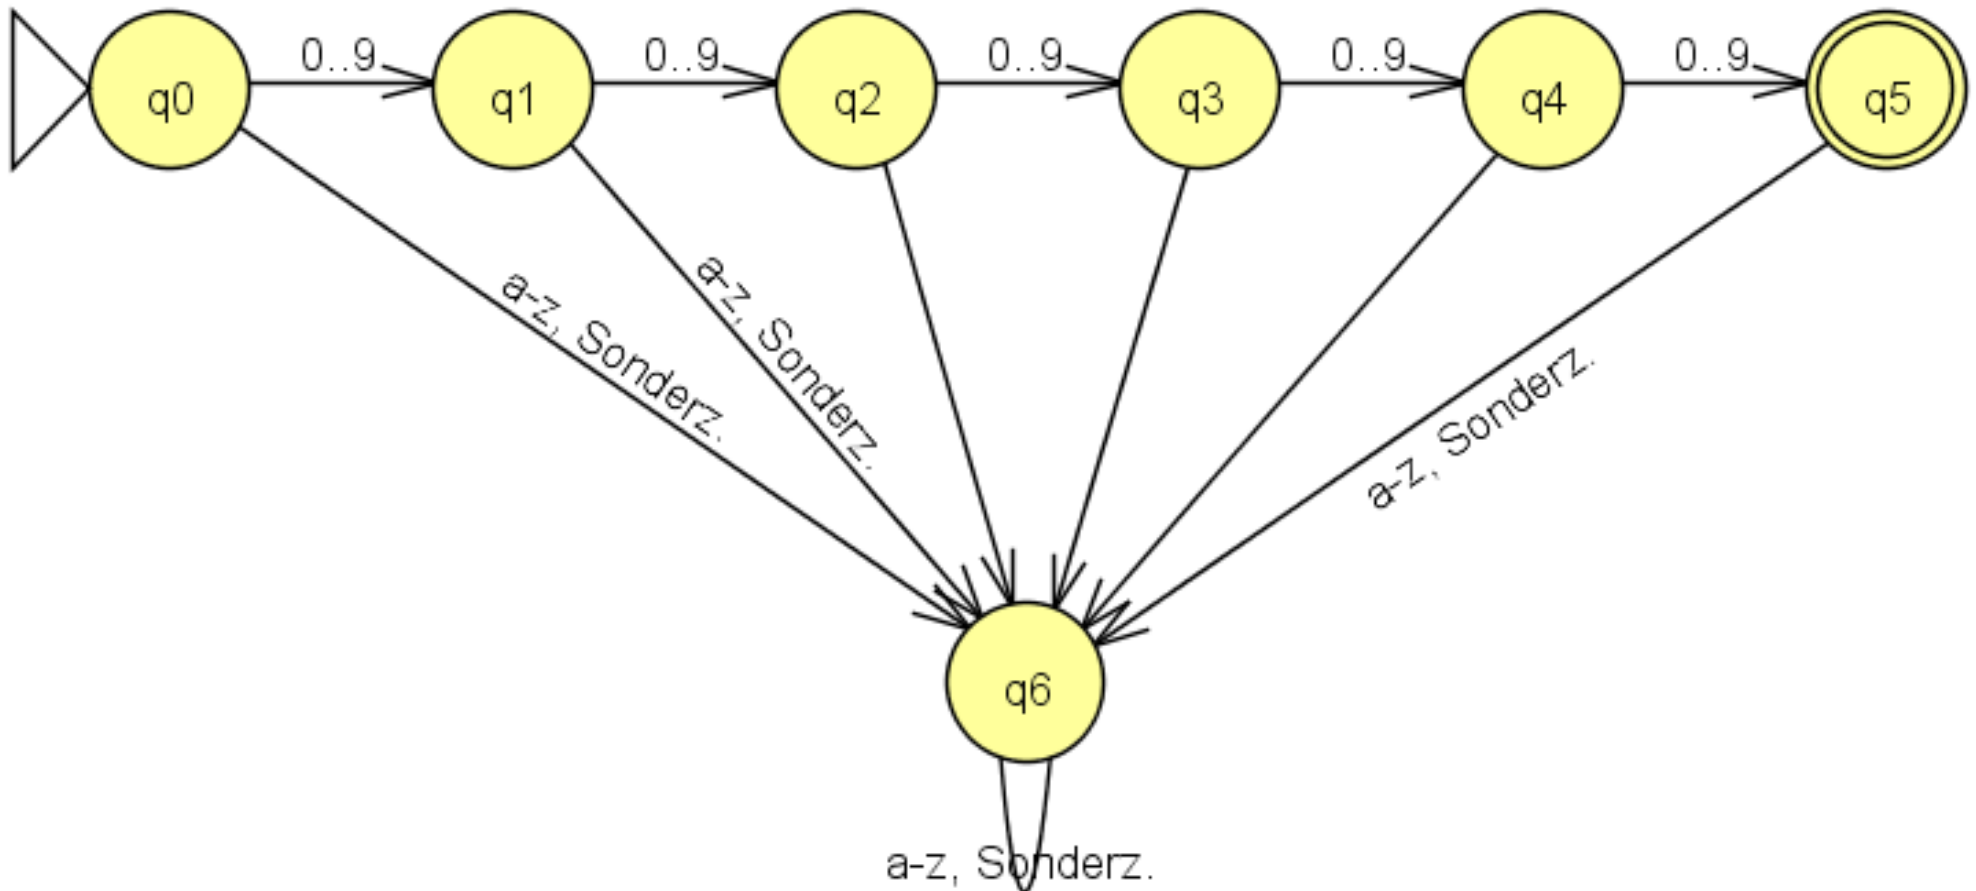 0..9
0..9
0..9
0..9
0..9
q0
q1
q2
q3
q4
q5
a-z, Sonderz.
a-z, Sonderz.
a-z, Sonderz.
q6
a-z, Sonderz.